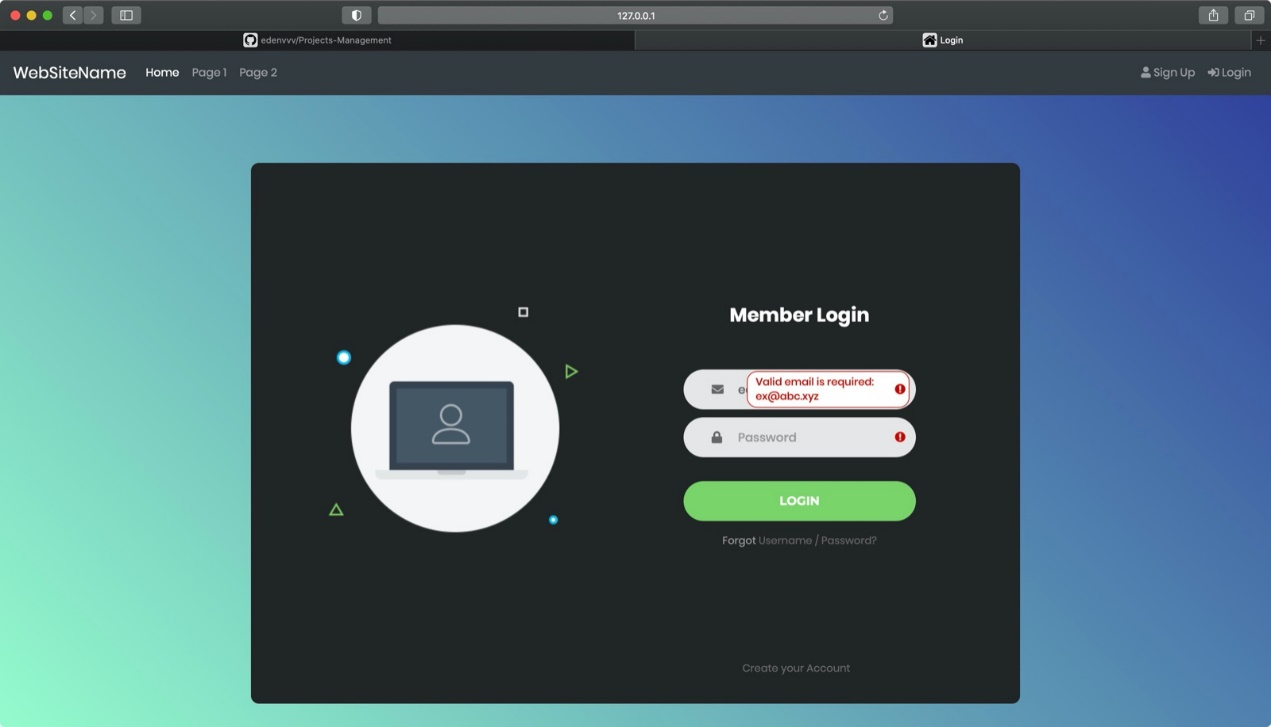 127.0.0.1
edenvvv/Projects-Management
Login
WebSiteName Home Page 1 Page 2 Sign Up Login
Member Login
Valid email is required:
ex@abc.xyz
Password
LOGIN
Forgot Username / Password?
Create your Account